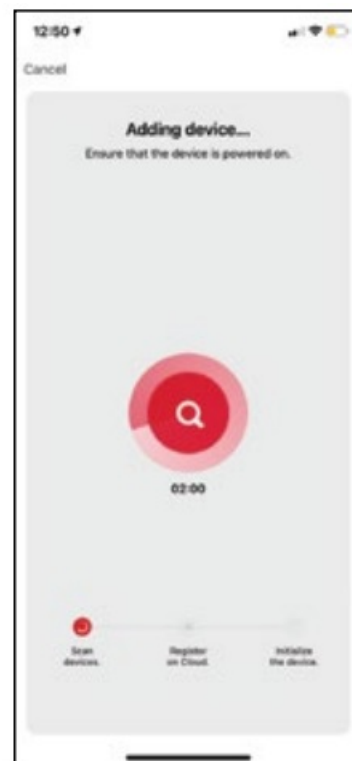 12:50
Cancel
Adding device...
Ensure that the device is powered on.
02:00
Scan
devices.
Register
on Cloud.
Initialize
the device.